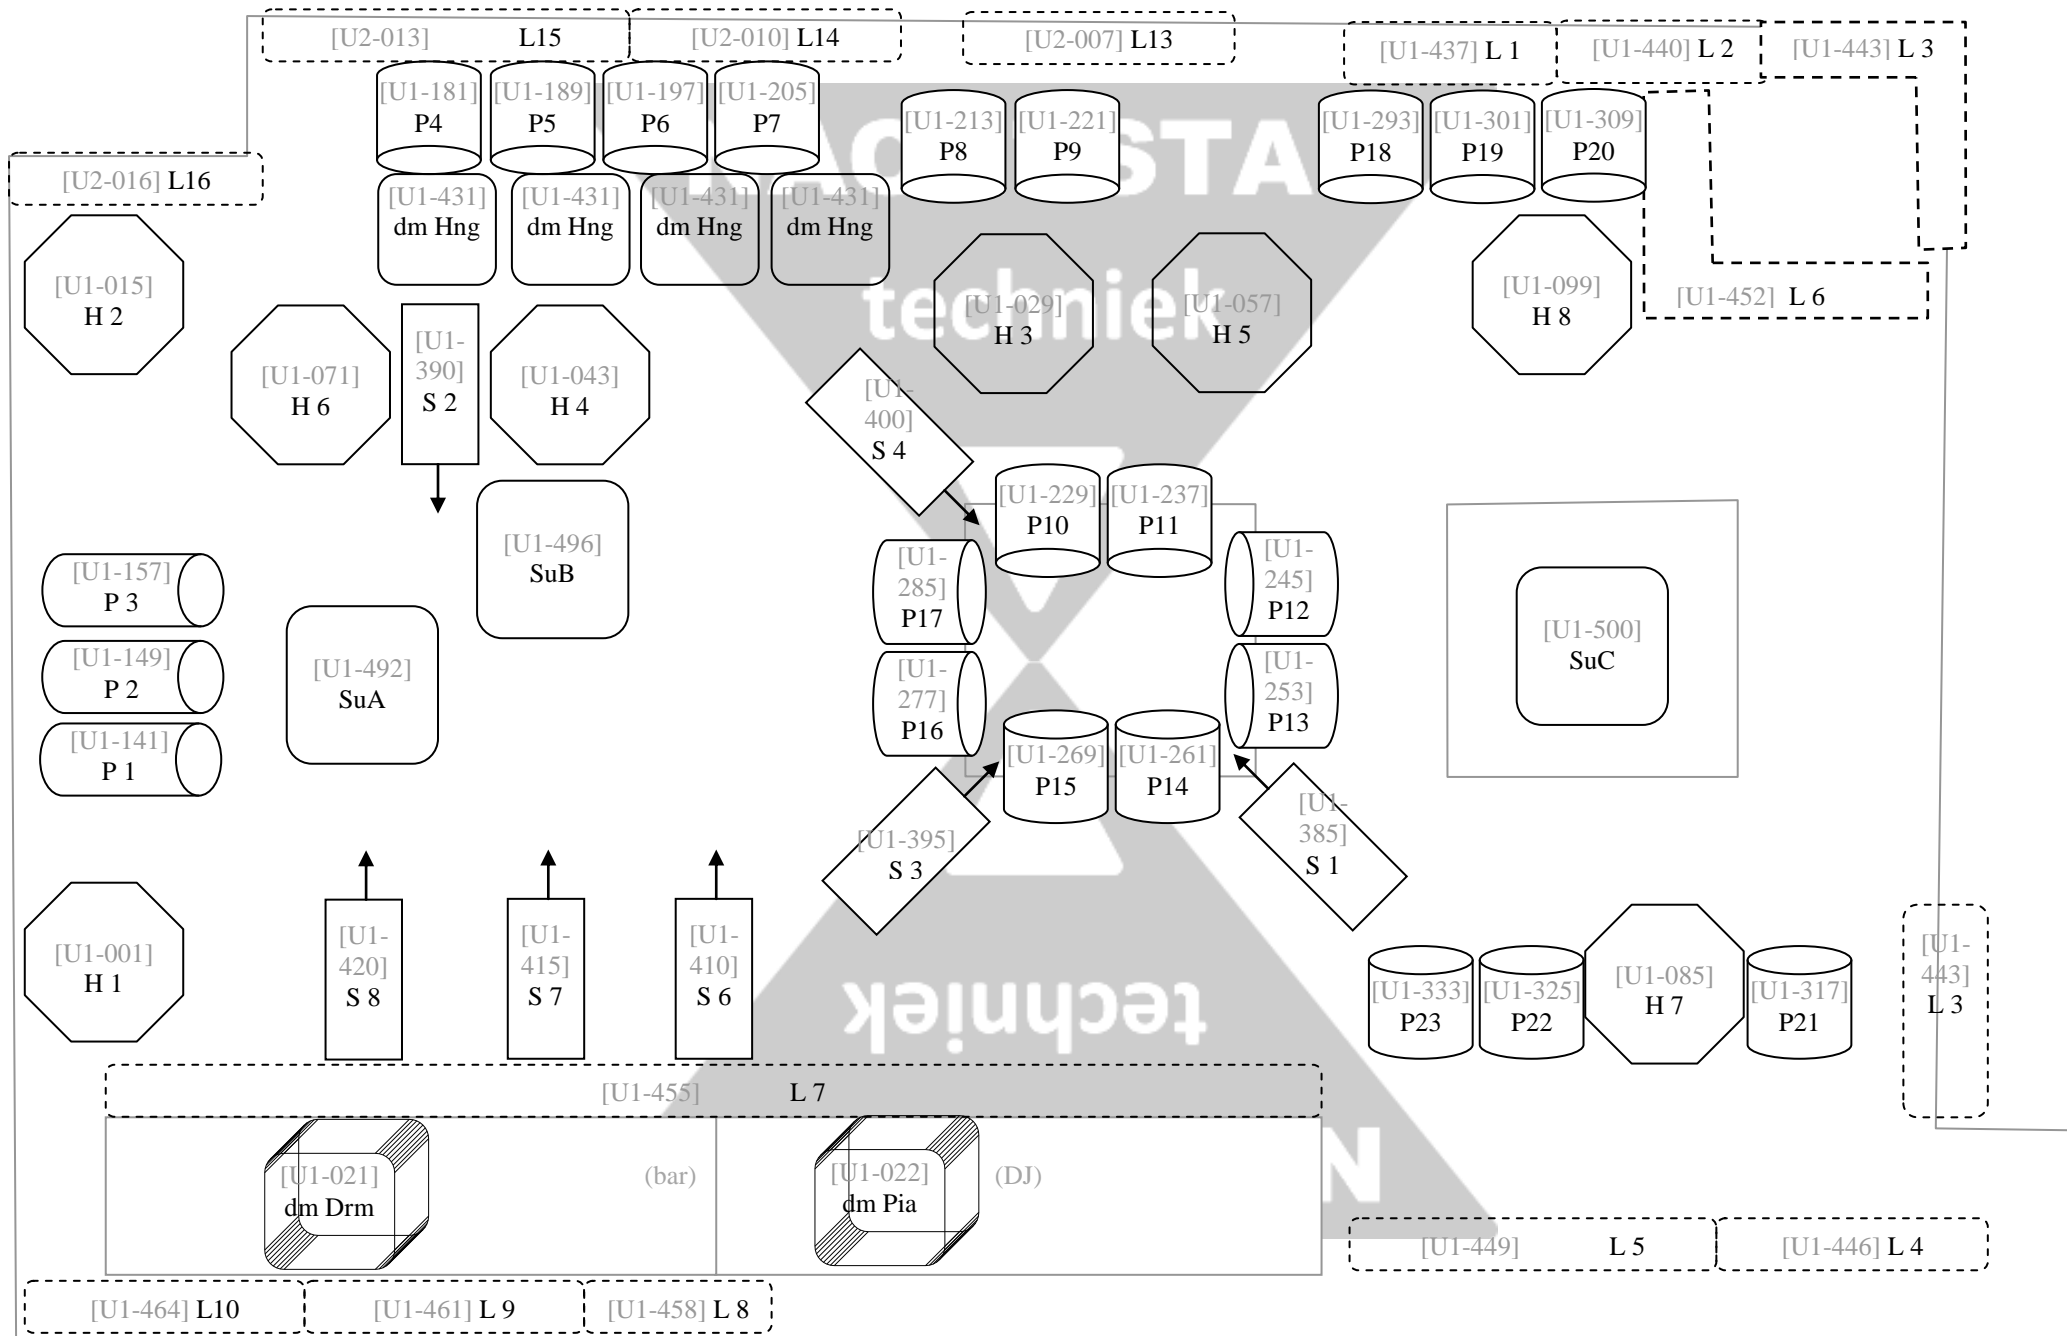 [U2-013] L15
[U2-010] L14
[U2-007] L13
[U1-437] L 1
[U1-440] L 2
[U1-443] L 3
[U1-181]
P4
[U1-189]
P5
[U1-197]
P6
[U1-205]
P7
[U1-213]
P8
[U1-221]
P9
[U1-293]
P18
[U1-301]
P19
[U1-309]
P20
[U2-016] L16
[U1-431]
dm Hng
[U1-431]
dm Hng
[U1-431]
dm Hng
[U1-431]
dm Hng
techniek
[U1-015]
H 2
[U1-071]
H 6
[U1-
390]
S 2
[U1-043]
H 4
[U1-029]
H 3
[U1-057]
H 5
[U1-099]
H 8
[U1-452] L 6
[U1-
400]
S 4
[U1-229]
P10
[U1-237]
P11
[U1-496]
SuB
[U1-157]
P 3
[U1-149]
P 2
[U1-141]
P 1
[U1-492]
SuA
[U1-
285]
P17
[U1-
277]
P16
[U1-
245]
P12
[U1-
253]
P13
[U1-500]
SuC
[U1-269]
P15
[U1-261]
P14
[U1-395]
S 3
[U1-
385]
S 1
[U1-001]
H 1
[U1-
420]
S 8
[U1-
415]
S 7
[U1-
410]
S 6
techniek
[U1-333]
P23
[U1-325]
P22
[U1-085]
H 7
[U1-317]
P21
[U1-
443]
L 3
[U1-455] L 7
[U1-021]
dm Drm
(bar)
[U1-022]
dm Pia
(DJ)
[U1-449] L 5
[U1-446] L 4
[U1-464] L10
[U1-461] L 9
[U1-458] L 8